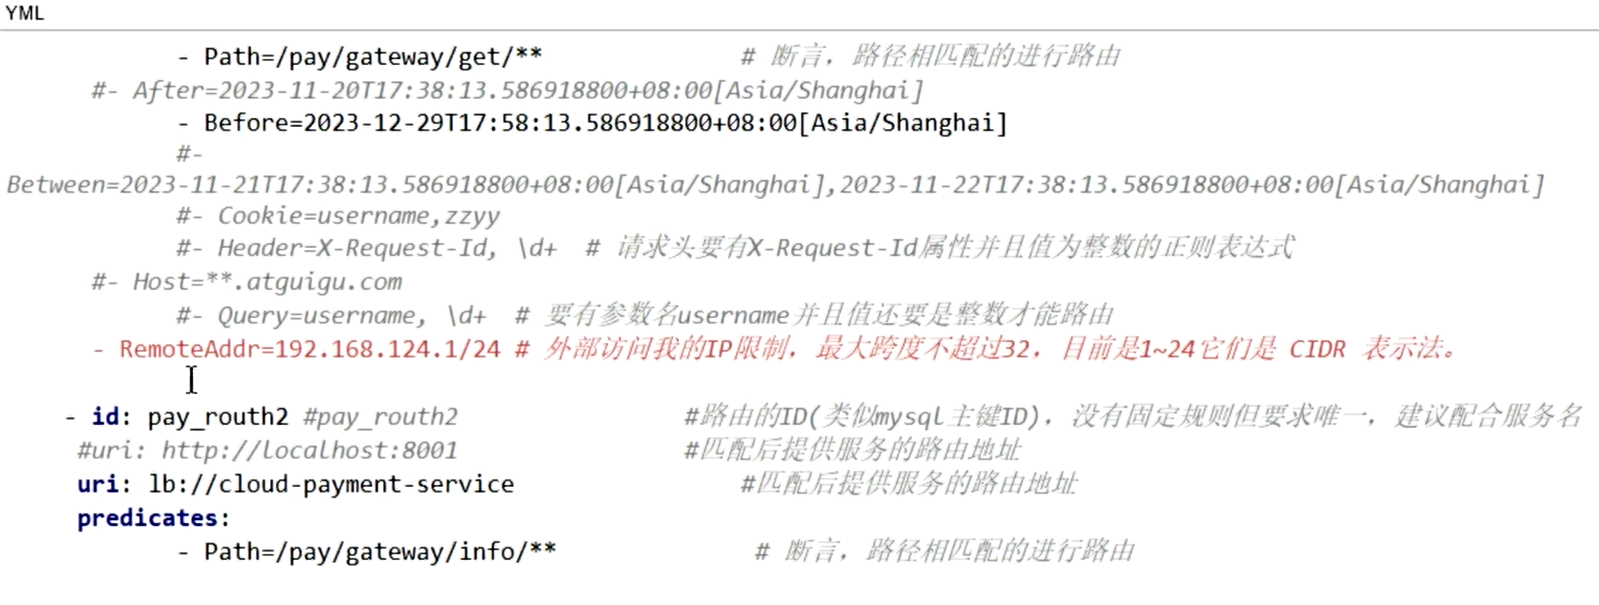 YML
- Path=/pay/gateway/get/** # 断言，路径相匹配的进行路由
#- After=2023-11-20T17:38:13.586918800+08:00[Asia/Shanghai]
- Before=2023-12-29T17:58:13.586918800+08:00[Asia/Shanghai]
#-
Between=2023-11-21T17:38:13.586918800+08:00[Asia/Shanghai],2023-11-22T17:38:13.586918800+08:00[Asia/Shanghai]
#- Cookie=username,zzyy
#- Header=X-Request-Id, \d+ # 请求头要有X-Request-Id属性并且值为整数的正则表达式
#- Host=**.atguigu.com
#- Query=username, \d+ # 要有参数名username并且值还要是整数才能路由
- RemoteAddr=192.168.124.1/24 # 外部访问我的IP限制，最大跨度不超过32，目前是1~24它们是 CIDR 表示法。
- id: pay_routh2 #pay_routh2 #路由的ID(类似mysql主键ID)，没有固定规则但要求唯一，建议配合服务名
#uri: http://localhost:8001 #匹配后提供服务的路由地址
uri: lb://cloud-payment-service #匹配后提供服务的路由地址
predicates:
- Path=/pay/gateway/info/** # 断言，路径相匹配的进行路由